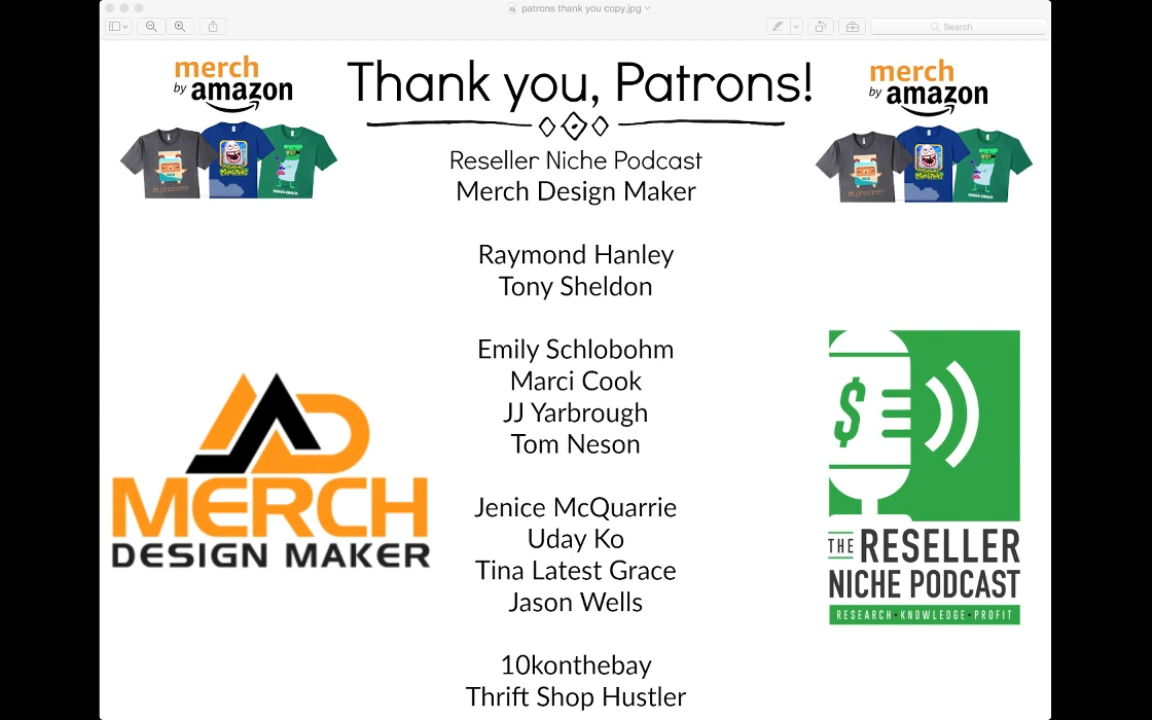 patrons thank you copy.jpg
Search
merch
by amazon
Thank you, Patrons!
merch
by amazon
Reseller Niche Podcast
Merch Design Maker
Raymond Hanley
Tony Sheldon
Emily Schlobohm
Marci Cook
JJ Yarbrough
Tom Neson
MERCH
DESIGN MAKER
$
Jenice McQuarrie
Uday Ko
Tina Latest Grace
Jason Wells
THE RESELLER
NICHE PODCAST
RESEARCH • KNOWLEDGE • PROFIT
10konthebay
Thrift Shop Hustler